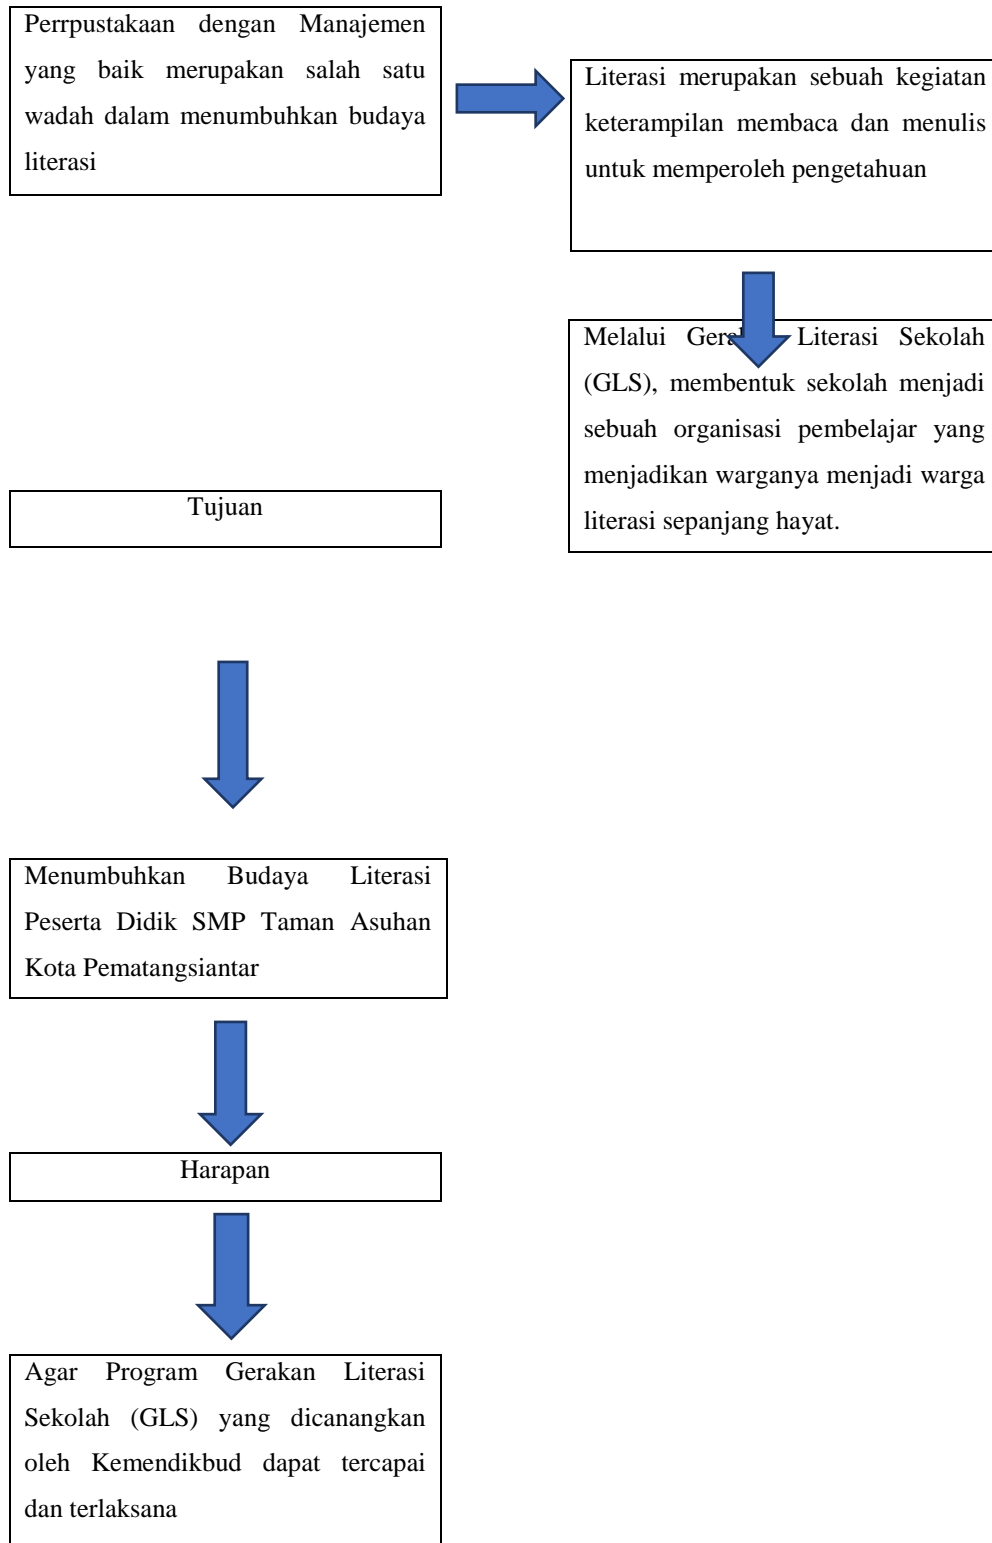 Perrpustakaan dengan Manajemen
yang baik merupakan salah satu
wadah dalam menumbuhkan budaya
literasi
Literasi merupakan sebuah kegiatan
keterampilan membaca dan menulis
untuk memperoleh pengetahuan
Melalui Literasi Sekolah
(GLS), membentuk sekolah menjadi
sebuah organisasi pembelajar yang
menjadikan warganya menjadi warga
literasi sepanjang hayat.
Tujuan
Menumbuhkan Budaya Literasi
Peserta Didik SMP Taman Asuhan
Kota Pematangsiantar
Harapan
Agar Program Gerakan Literasi
Sekolah (GLS) yang dicanangkan
oleh Kemendikbud dapat tercapai
dan terlaksana